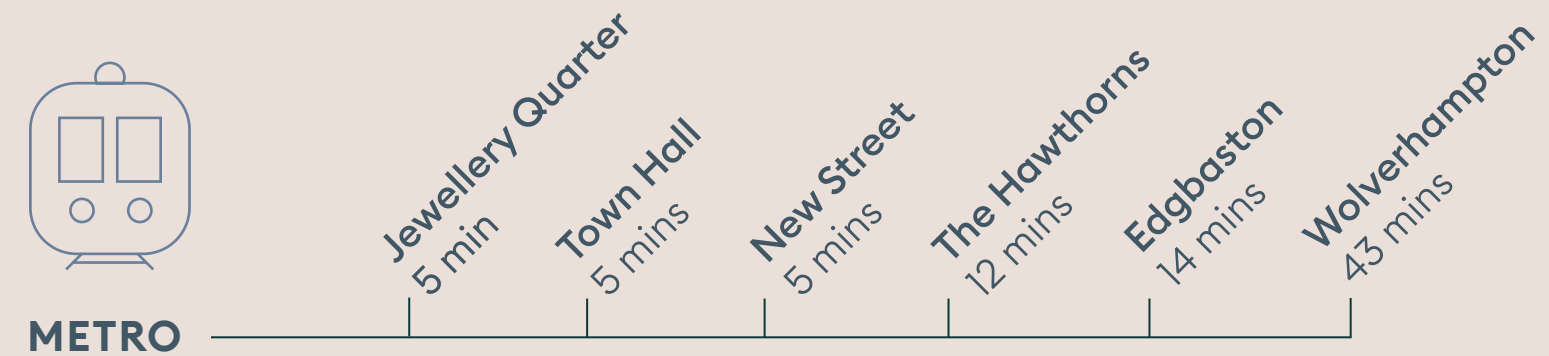 METRO
Jewellery Quarter
5 min
Town Hall
5 mins
New Street
5 mins
The Hawthorns
12 mins
Edgbaston
14 mins
Wolverhampton
43 mins